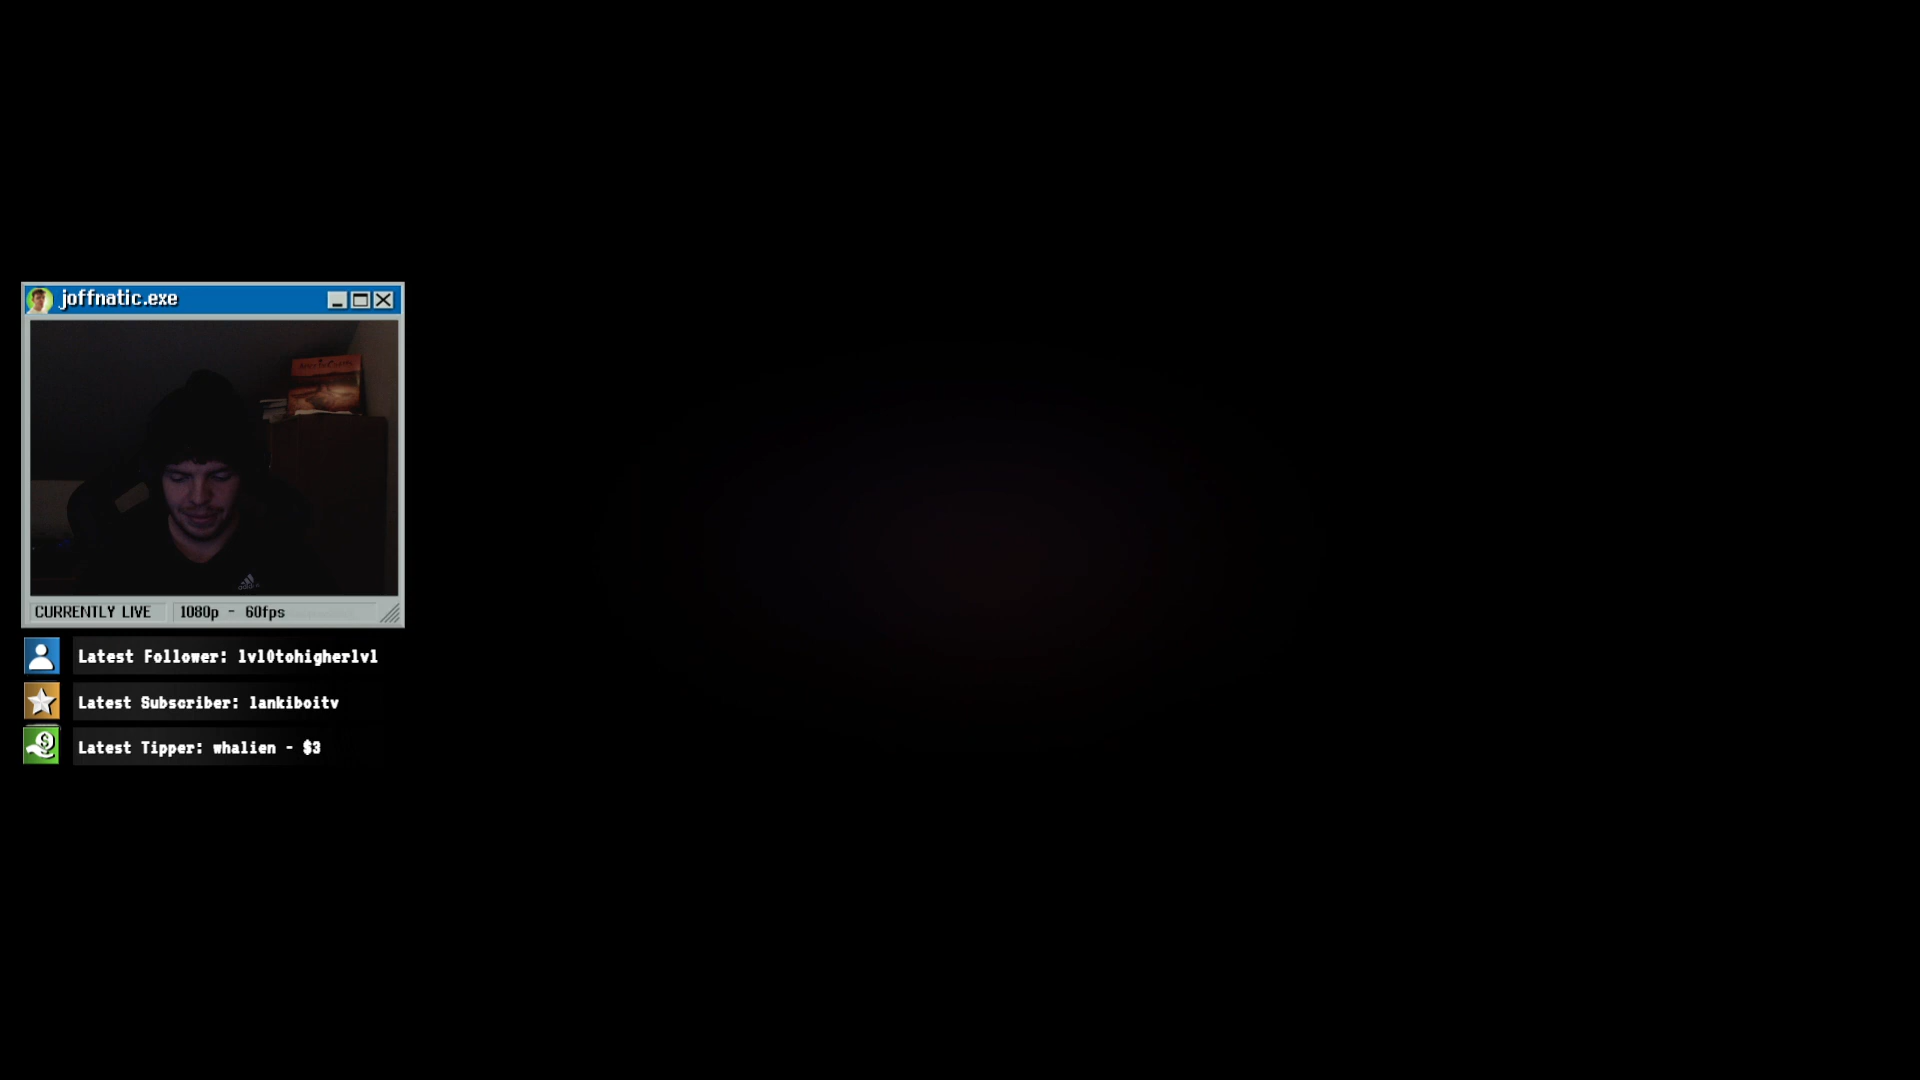 joffnatic.exe
CURRENTLY LIVE
1080p - 60fps
Latest Follower: lvl0tohigherlvl
Latest Subscriber: lankiboitv
Latest Tipper: whalien - $3